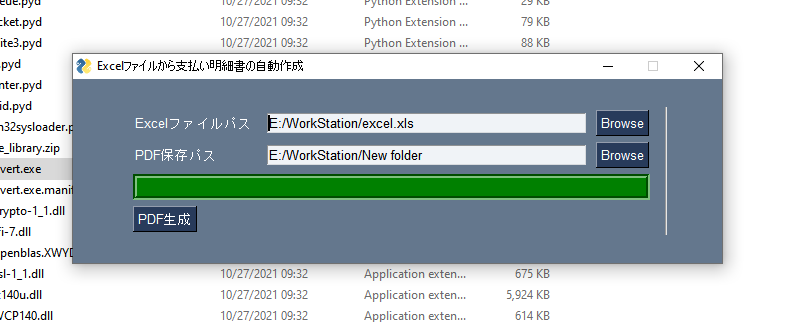 eue.pyd 10/27/2021 09:32 Python Extension ... 29 KB
cket.pyd 10/27/2021 09:32 Python Extension ... 79 KB
ite3.pyd 10/27/2021 09:32 Python Extension ... 88 KB
.pyd
Excelファイルから支払い明細書の自動作成
nter.pyd
id.pyd
Excelファイルパス E:/WorkStation/excel.xls Browse
n32sysloader.p
e_library.zip
PDF保存パス E:/WorkStation/New folder Browse
vert.exe
vert.exe.manif
rypto-1_1.dll
PDF生成
fi-7.dll
penblas.XWYD
sl-1_1.dll 10/27/2021 09:32 Application exten... 675 KB
140u.dll 10/27/2021 09:32 Application exten... 5,924 KB
VCP140.dll 10/27/2021 09:32 Application exten... 614 KB